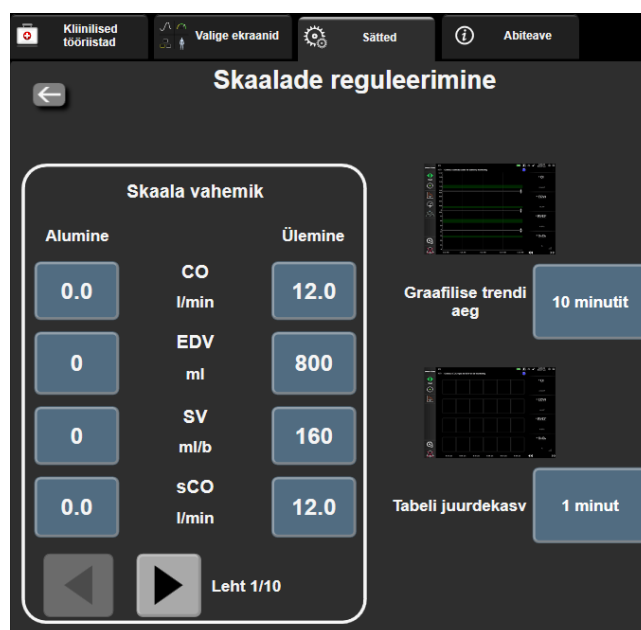 Kliinilised
tööriistad
Valige ekraanid
Sätted
Abiteave
Skaalade reguleerimine
Skaala vahemik
Alumine
Ülemine
0.0
CO
l/min
12.0
0
EDV
ml
800
0
SV
ml/b
160
0.0
sCO
l/min
12.0
Leht 1/10
Graafilise trendi
aeg
10 minutit
Tabeli juurdekasv
1 minut